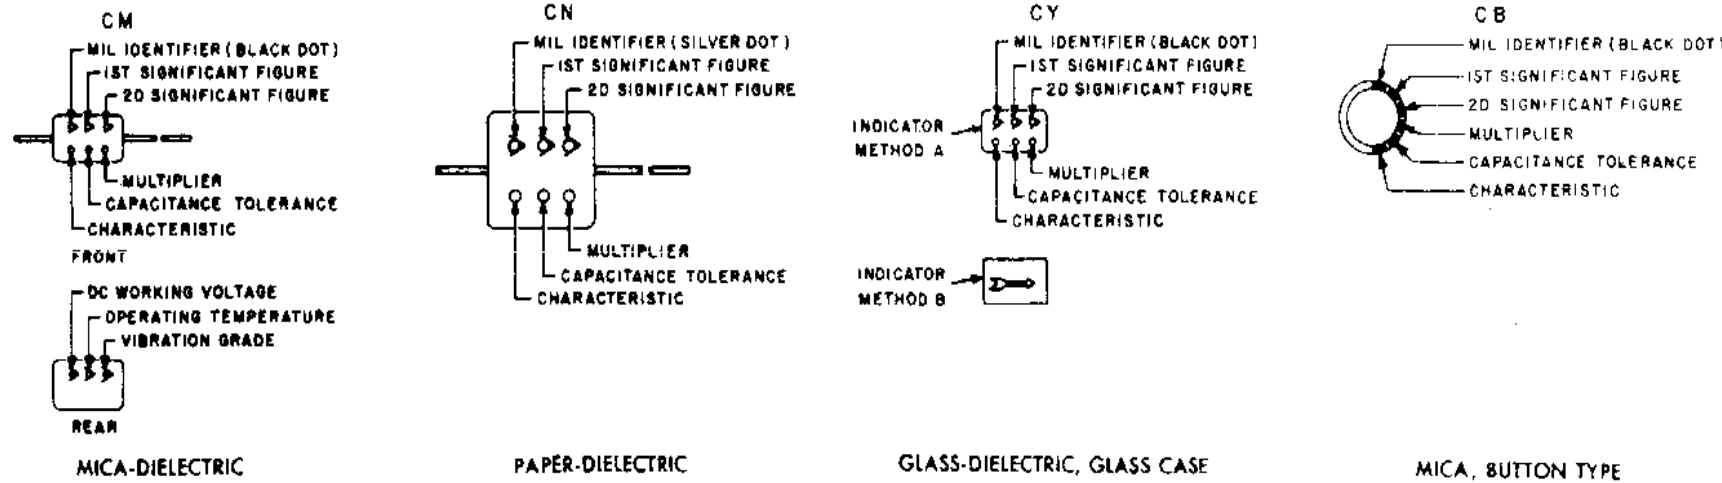 CM
MIL IDENTIFIER (BLACK DOT)
1ST SIGNIFICANT FIGURE
2D SIGNIFICANT FIGURE
MULTIPLIER
CAPACITANCE TOLERANCE
CHARACTERISTIC
FRONT
DC WORKING VOLTAGE
OPERATING TEMPERATURE
VIBRATION GRADE
REAR
MICA-DIELECTRIC
CN
MIL IDENTIFIER (SILVER DOT)
1ST SIGNIFICANT FIGURE
2D SIGNIFICANT FIGURE
MULTIPLIER
CAPACITANCE TOLERANCE
CHARACTERISTIC
PAPER-DIELECTRIC
CY
MIL IDENTIFIER (BLACK DOT)
1ST SIGNIFICANT FIGURE
2D SIGNIFICANT FIGURE
INDICATOR
METHOD A
MULTIPLIER
CAPACITANCE TOLERANCE
CHARACTERISTIC
INDICATOR
METHOD B
GLASS-DIELECTRIC, GLASS CASE
CB
MIL IDENTIFIER (BLACK DOT)
1ST SIGNIFICANT FIGURE
2D SIGNIFICANT FIGURE
MULTIPLIER
CAPACITANCE TOLERANCE
CHARACTERISTIC
MICA, BUTTON TYPE